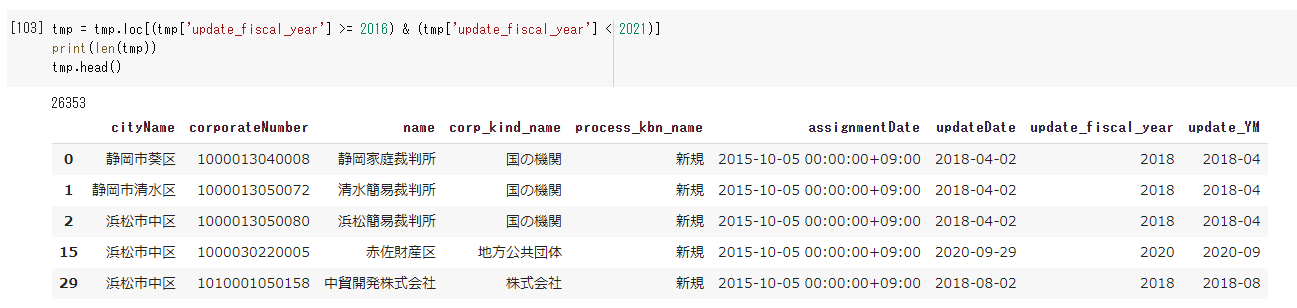 [103] tmp = tmp.loc[(tmp['update_fiscal_year'] >= 2016) & (tmp['update_fiscal_year'] < 2021)]
print(len(tmp))
tmp.head()
26353
cityName corporateNumber name corp_kind_name process_kbn_name assignmentDate updateDate update_fiscal_year update_YM
0 静岡市葵区 1000013040008 静岡家庭裁判所 国の機関 新規 2015-10-05 00:00:00+09:00 2018-04-02 2018 2018-04
1 静岡市清水区 1000013050072 清水簡易裁判所 国の機関 新規 2015-10-05 00:00:00+09:00 2018-04-02 2018 2018-04
2 浜松市中区 1000013050080 浜松簡易裁判所 国の機関 新規 2015-10-05 00:00:00+09:00 2018-04-02 2018 2018-04
15 浜松市中区 1000030220005 赤佐財産区 地方公共団体 新規 2015-10-05 00:00:00+09:00 2020-09-29 2020 2020-09
29 浜松市中区 1010001050158 中貿開発株式会社 株式会社 新規 2015-10-05 00:00:00+09:00 2018-08-02 2018 2018-08